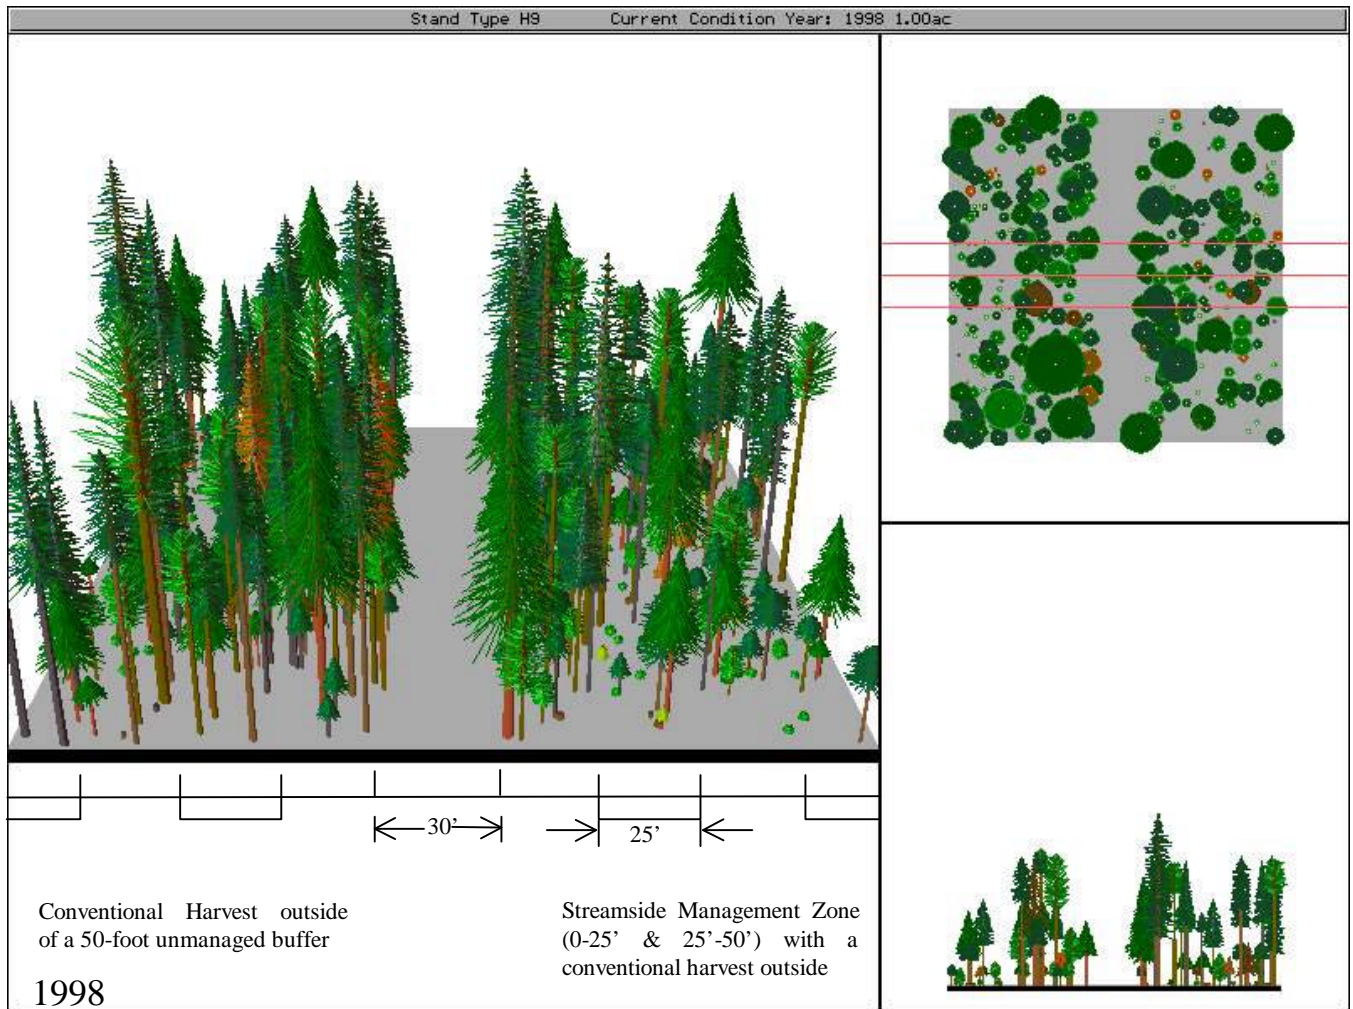 Stand Type H9 Current Condition Year: 1998 1.00ac
30’
25’
Conventional Harvest outside
of a 50-foot unmanaged buffer
Streamside Management Zone
(0-25’ & 25’-50’) with a
conventional harvest outside
1998